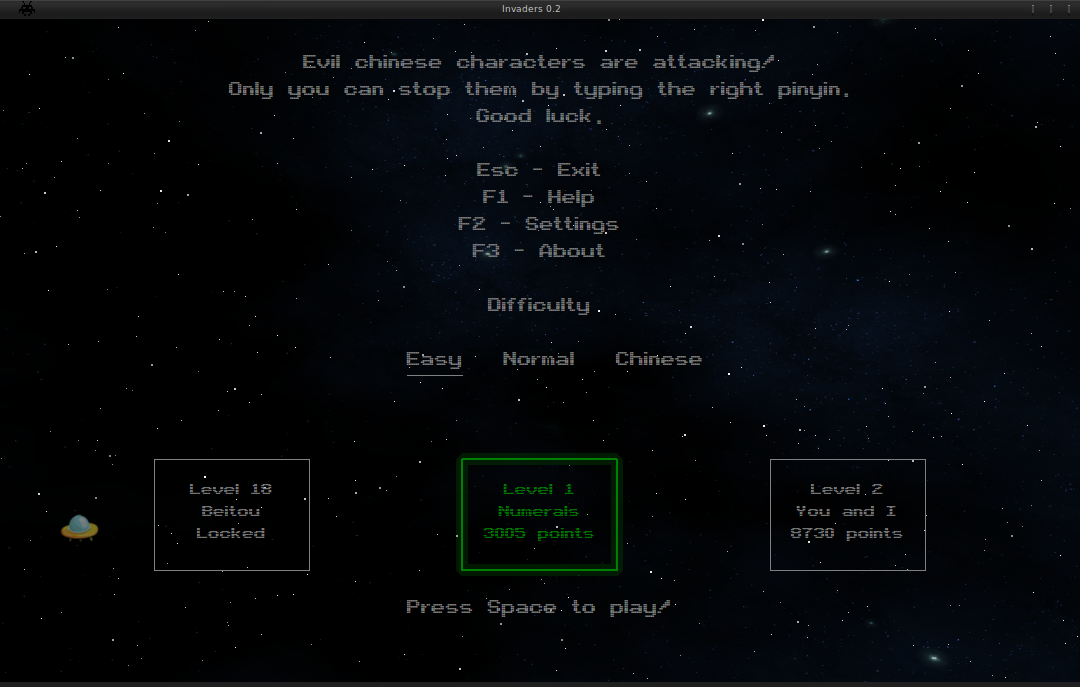 Invaders 0.2
Evil chinese characters are attacking!
Only you can stop them by typing the right pinyin.
Good luck.
Esc - Exit
F1 - Help
F2 - Settings
F3 - About
Difficulty
Easy Normal Chinese
Level 18
Beitou
Locked
Level 1
Numerals
3005 points
Level 2
You and I
8730 points
Press Space to play!